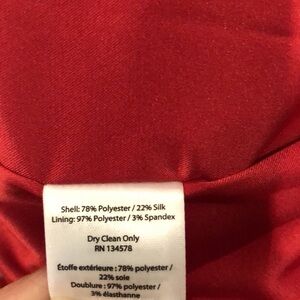 Shell: 78% Polyester / 22% Silk
Lining: 97% Polyester / 3% Spandex
Dry Clean Only
RN 134578
Étoffe extérieure : 78% polyester /
22% soie
Doublure : 97% polyester /
3% élasthanne